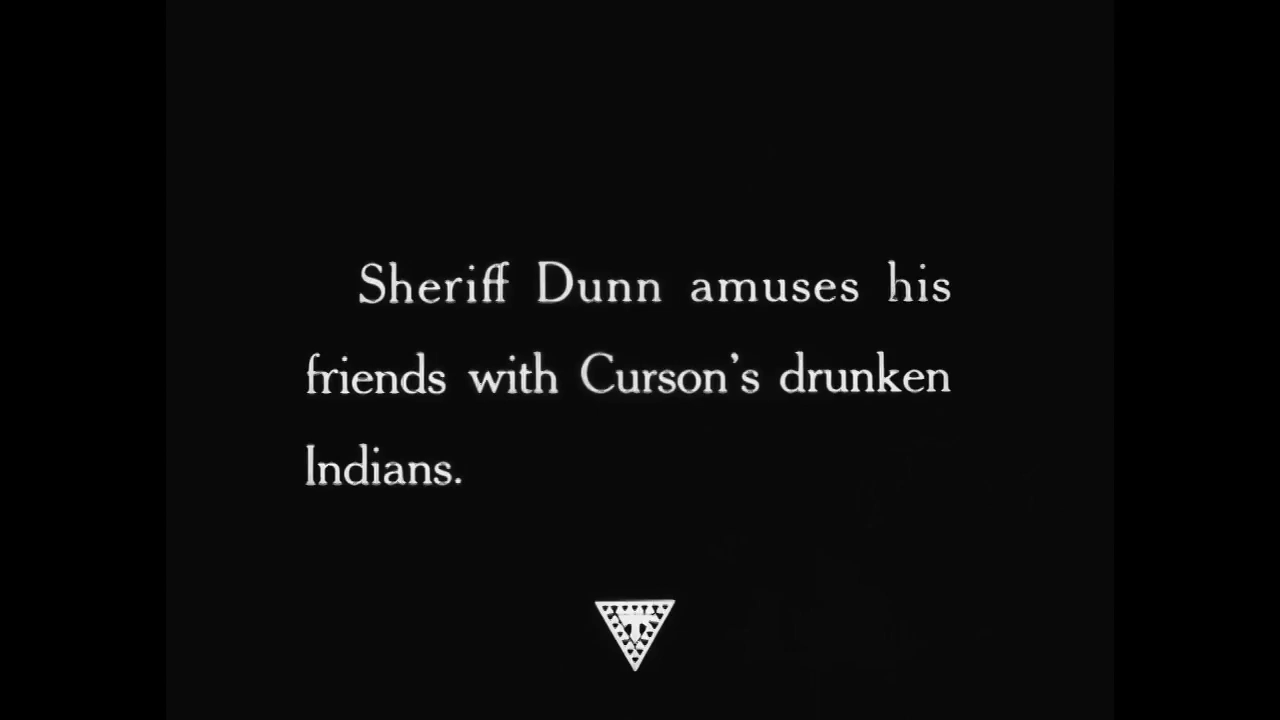 Sheriff Dunn amuses his
friends with Curson's drunken
Indians.